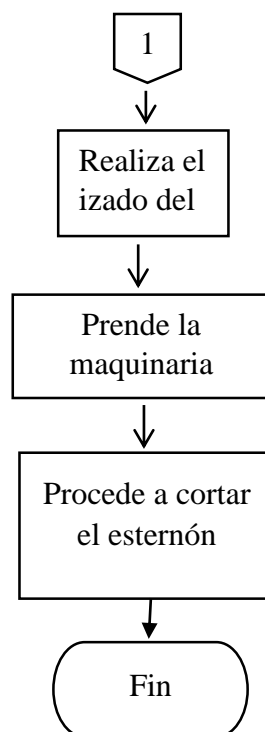 1
Realiza el
izado del
Prende la
maquinaria
Procede a cortar
el esternón
Fin